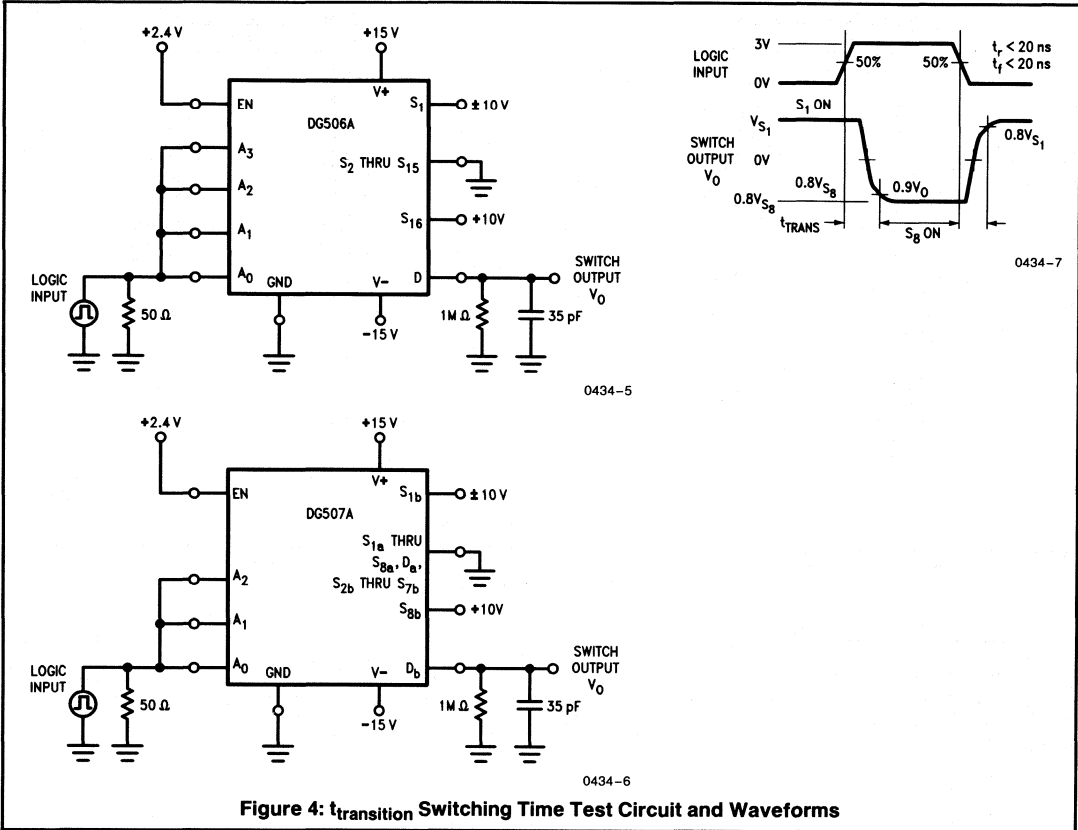 +2.4 V
+15 V
V+
EN
S1
± 10 V
DG506A
A3
S2 THRU S15
A2
S16
+10V
A1
A0
GND
V−
D
SWITCH
OUTPUT
VO
LOGIC
INPUT
50 Ω
−15 V
1M Ω
35 pF
0434–5
LOGIC
INPUT
3V
0V
50%
50%
tr < 20 ns
tf < 20 ns
S1 ON
VS1
SWITCH
OUTPUT
VO
0V
0.8VS1
0.8VS8
0.9VO
0.8VS8
tTRANS
S8 ON
0434–7
+2.4 V
+15 V
V+
EN
S1b
± 10 V
DG507A
S1a THRU
S8a, Da,
S2b THRU S7b
A2
S8b
+10V
A1
A0
GND
V−
Db
SWITCH
OUTPUT
VO
LOGIC
INPUT
50 Ω
−15 V
1M Ω
35 pF
0434–6
Figure 4: ttransition Switching Time Test Circuit and Waveforms